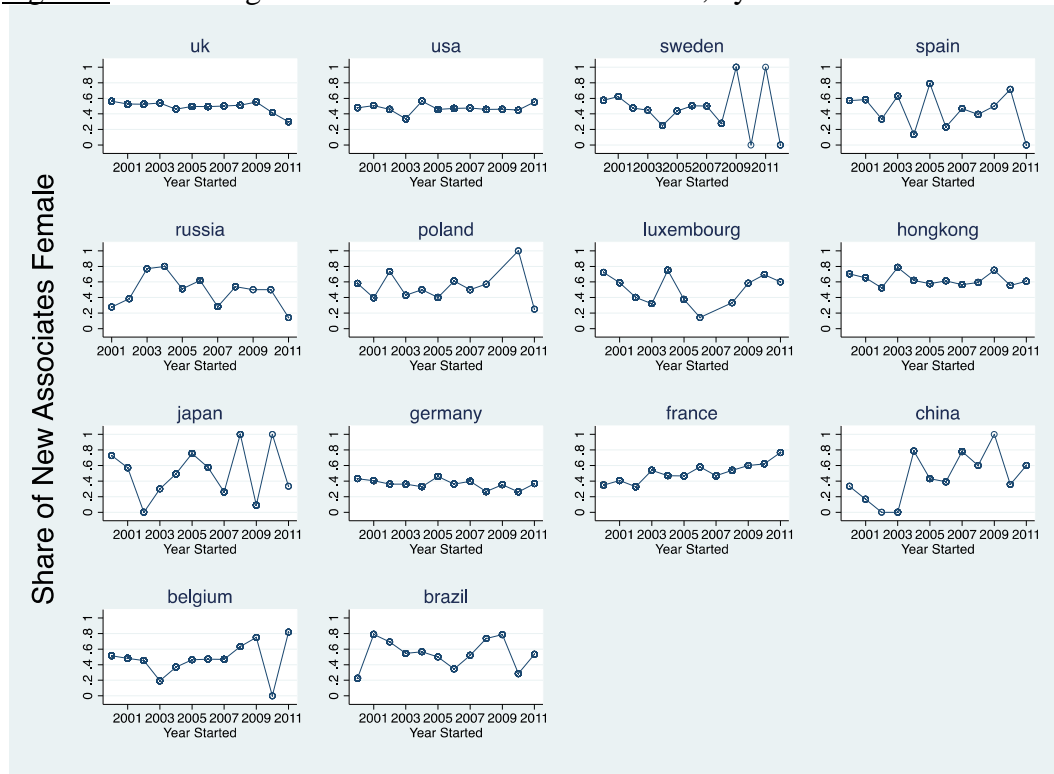 Share of New Associates Female
uk
0 .2 .4 .6 .8 1
2001 2003 2005 2007 2009 2011
Year Started
usa
0 .2 .4 .6 .8 1
2001 2003 2005 2007 2009 2011
Year Started
sweden
0 .2 .4 .6 .8 1
2001 2003 2005 2007 2009 2011
Year Started
spain
0 .2 .4 .6 .8 1
2001 2003 2005 2007 2009 2011
Year Started
russia
0 .2 .4 .6 .8 1
2001 2003 2005 2007 2009 2011
Year Started
poland
0 .2 .4 .6 .8 1
2001 2003 2005 2007 2009 2011
Year Started
luxembourg
0 .2 .4 .6 .8 1
2001 2003 2005 2007 2009 2011
Year Started
hongkong
0 .2 .4 .6 .8 1
2001 2003 2005 2007 2009 2011
Year Started
japan
0 .2 .4 .6 .8 1
2001 2003 2005 2007 2009 2011
Year Started
germany
0 .2 .4 .6 .8 1
2001 2003 2005 2007 2009 2011
Year Started
france
0 .2 .4 .6 .8 1
2001 2003 2005 2007 2009 2011
Year Started
china
0 .2 .4 .6 .8 1
2001 2003 2005 2007 2009 2011
Year Started
belgium
0 .2 .4 .6 .8 1
2001 2003 2005 2007 2009 2011
Year Started
brazil
0 .2 .4 .6 .8 1
2001 2003 2005 2007 2009 2011
Year Started